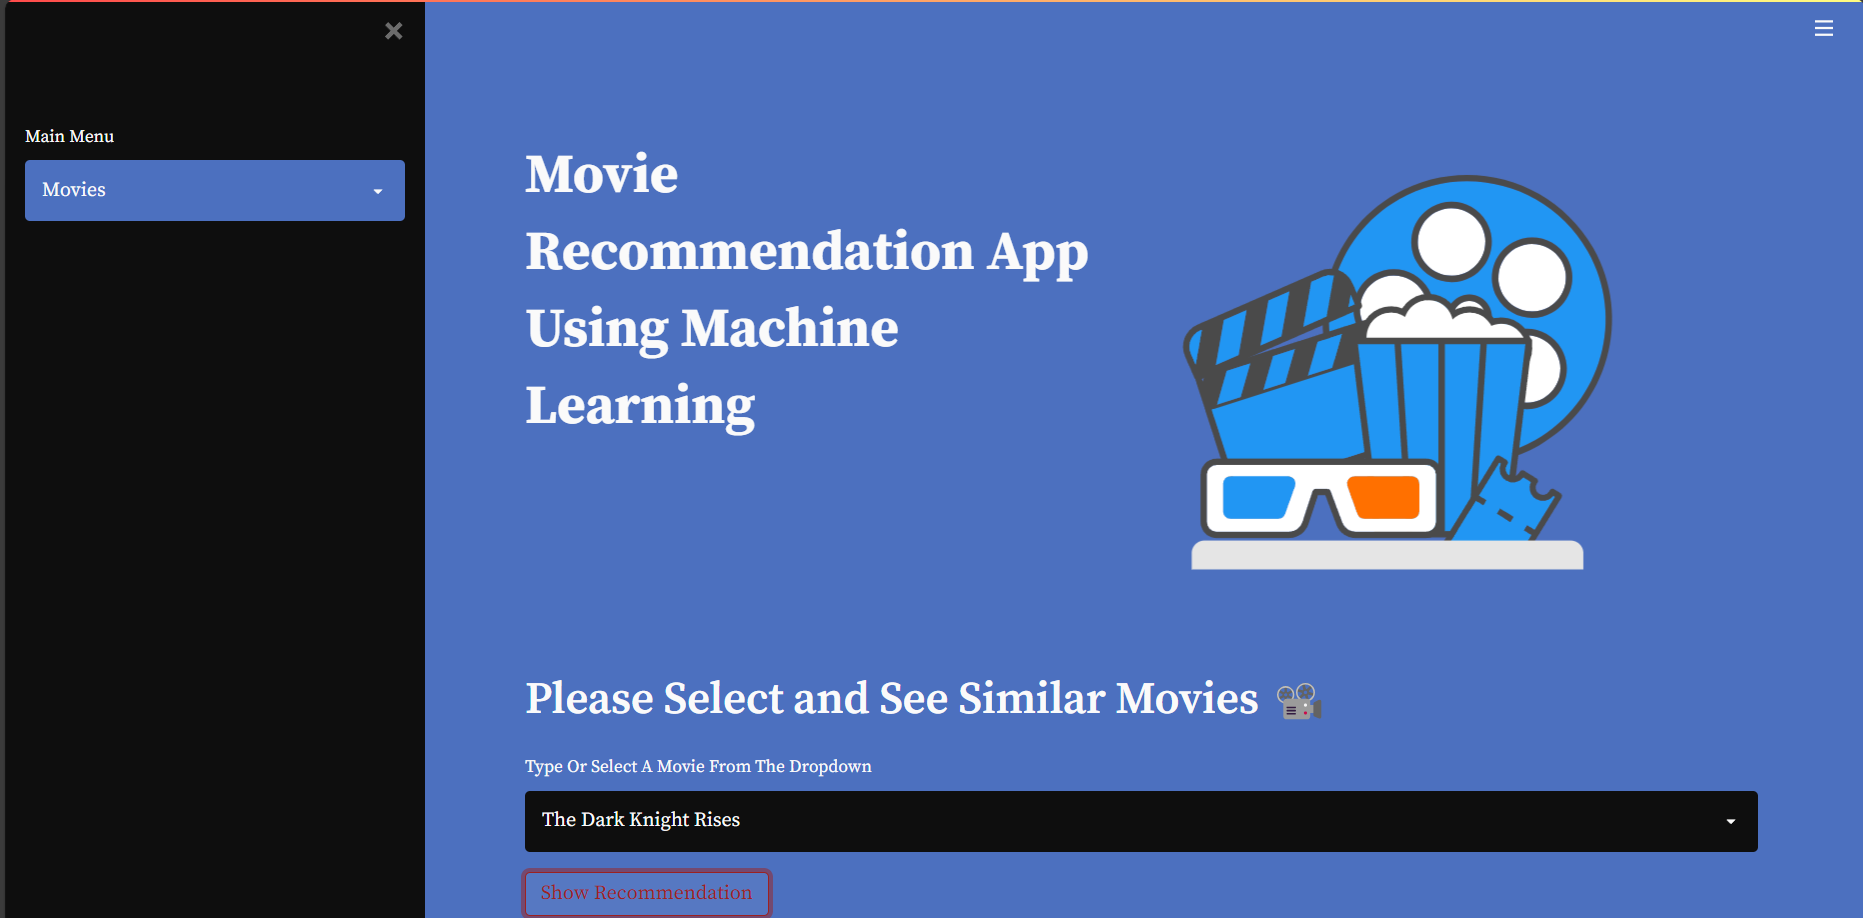 Main Menu
Movies
Movie
Recommendation App
Using Machine
Learning
Please Select and See Similar Movies
Type Or Select A Movie From The Dropdown
The Dark Knight Rises
Show Recommendation